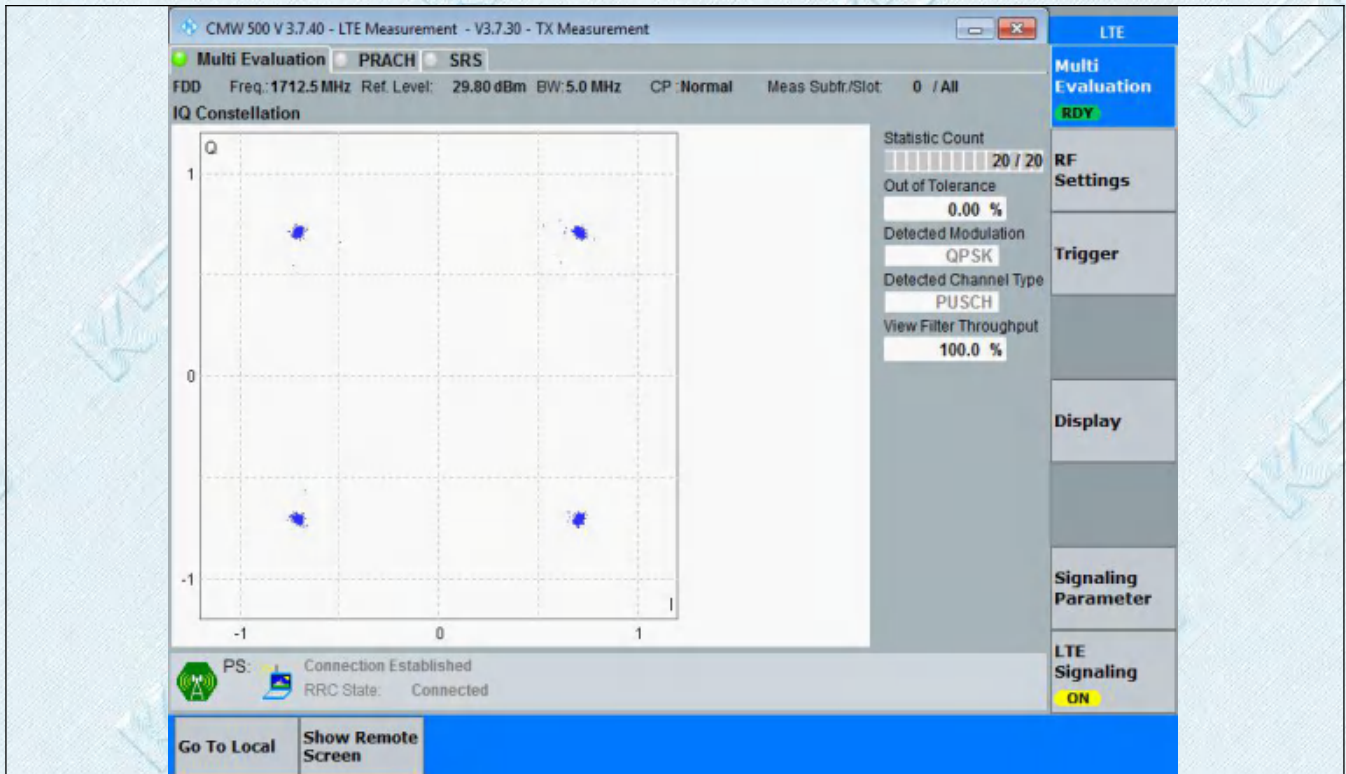 CMW 500 V 3.7.40 - LTE Measurement - V3.7.30 - TX Measurement
LTE
Multi Evaluation PRACH SRS
FDD Freq.: 1712.5 MHz Ref. Level: 29.80 dBm BW: 5.0 MHz CP : Normal Meas Subfr./Slot: 0 / All
IQ Constellation
Q
1
0
-1
I
-1 0 1
Statistic Count
20 / 20
Out of Tolerance
0.00 %
Detected Modulation
QPSK
Detected Channel Type
PUSCH
View Filter Throughput
100.0 %
Multi
Evaluation
RDY
RF
Settings
Trigger
Display
Signaling
Parameter
LTE
Signaling
ON
PS: Connection Established
RRC State: Connected
Go To Local
Show Remote
Screen